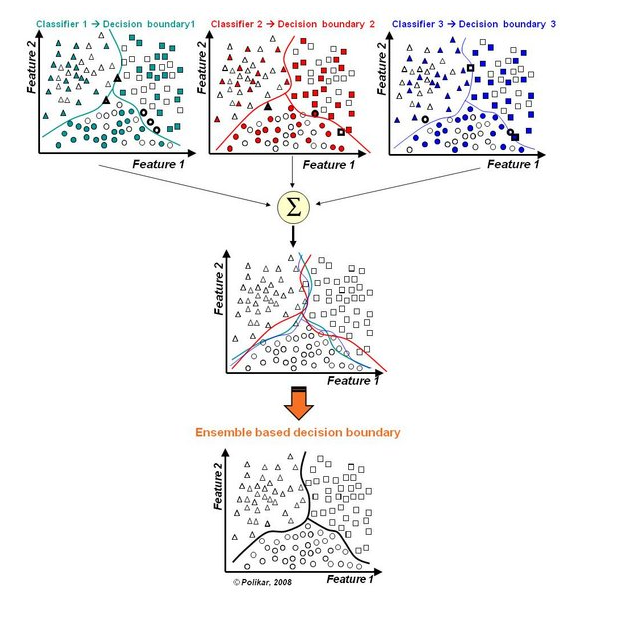 Classifier 1 → Decision boundary1
Classifier 2 → Decision boundary 2
Classifier 3 → Decision boundary 3
Feature 2
Feature 1
Feature 2
Feature 1
Feature 2
Feature 1
Σ
Feature 2
Feature 1
Ensemble based decision boundary
Feature 2
Feature 1
© Polikar, 2008